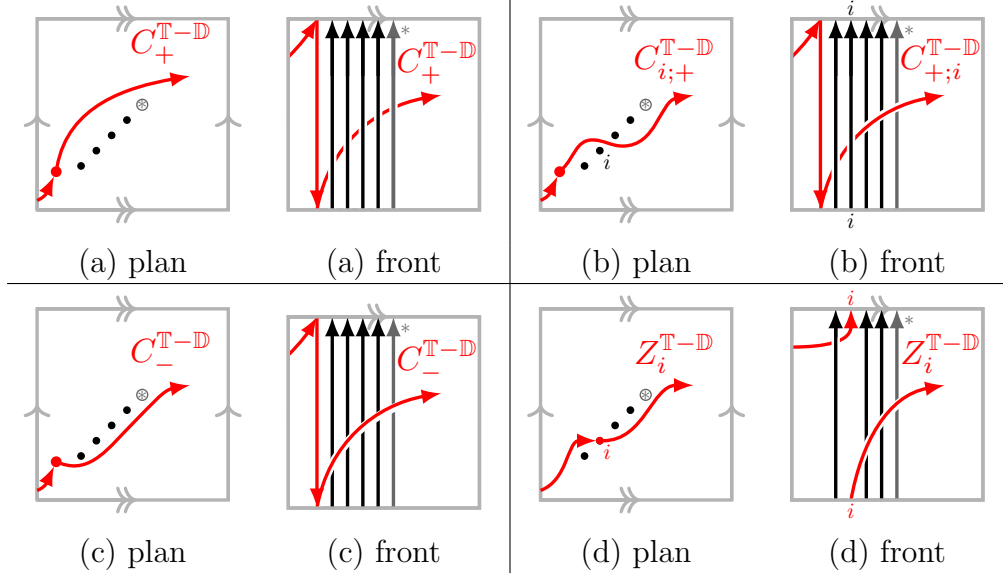 C_+^{𝕋−𝔻} * C_+^{𝕋−𝔻}
(a) plan (a) front
C_{i;+}^{𝕋−𝔻} i i * C_{+;i}^{𝕋−𝔻} i
(b) plan (b) front
C_−^{𝕋−𝔻} * C_−^{𝕋−𝔻}
(c) plan (c) front
Z_i^{𝕋−𝔻} i i * Z_i^{𝕋−𝔻} i
(d) plan (d) front